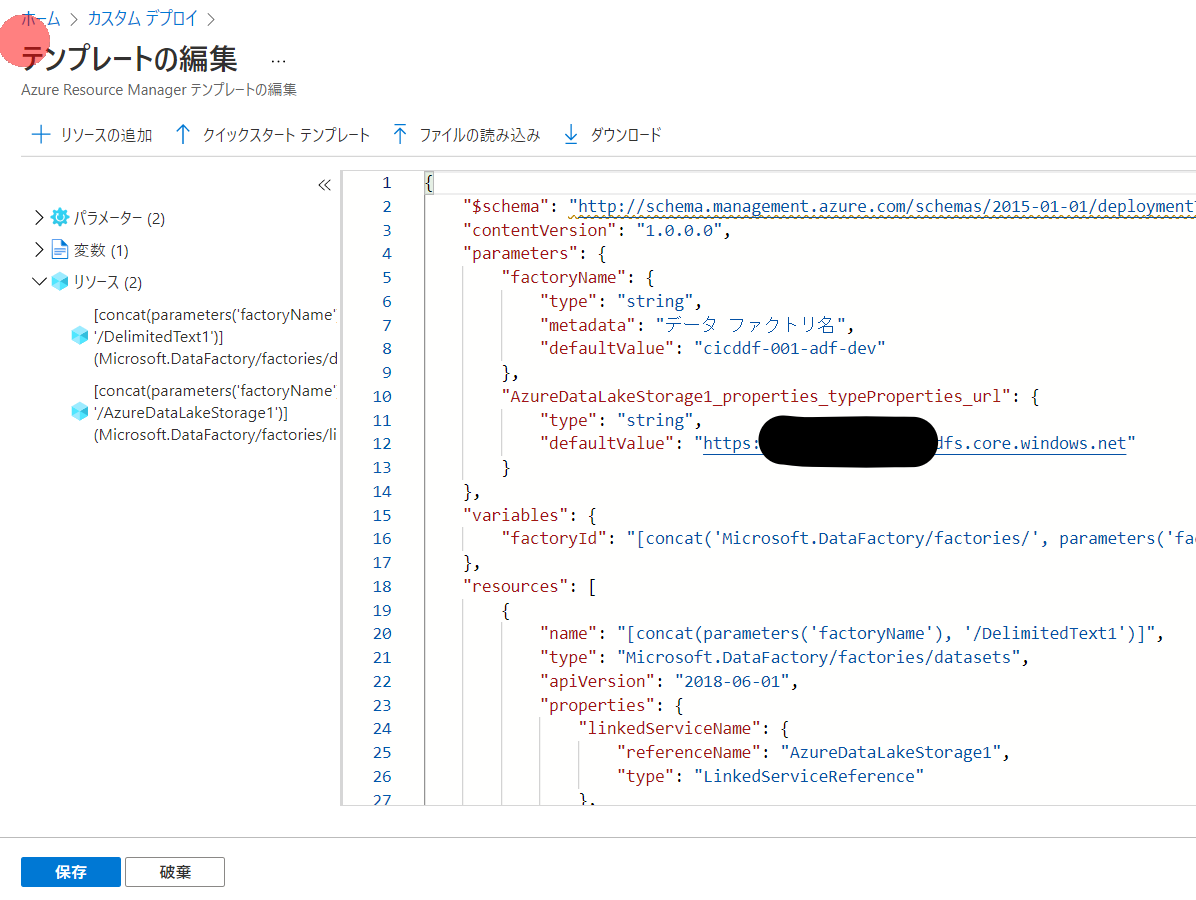 ホーム > カスタム デプロイ >
テンプレートの編集 ...
Azure Resource Manager テンプレートの編集
リソースの追加 クイックスタート テンプレート ファイルの読み込み ダウンロード
«
パラメーター (2)
変数 (1)
リソース (2)
[concat(parameters('factoryName'
'/DelimitedText1')]
(Microsoft.DataFactory/factories/d
[concat(parameters('factoryName'
'/AzureDataLakeStorage1')]
(Microsoft.DataFactory/factories/li
1 {
2 "$schema": "http://schema.management.azure.com/schemas/2015-01-01/deployment
3 "contentVersion": "1.0.0.0",
4 "parameters": {
5 "factoryName": {
6 "type": "string",
7 "metadata": "データ ファクトリ名",
8 "defaultValue": "cicddf-001-adf-dev"
9 },
10 "AzureDataLakeStorage1_properties_typeProperties_url": {
11 "type": "string",
12 "defaultValue": "https: dfs.core.windows.net"
13 }
14 },
15 "variables": {
16 "factoryId": "[concat('Microsoft.DataFactory/factories/', parameters('fac
17 },
18 "resources": [
19 {
20 "name": "[concat(parameters('factoryName'), '/DelimitedText1')]",
21 "type": "Microsoft.DataFactory/factories/datasets",
22 "apiVersion": "2018-06-01",
23 "properties": {
24 "linkedServiceName": {
25 "referenceName": "AzureDataLakeStorage1",
26 "type": "LinkedServiceReference"
27 },
保存 破棄